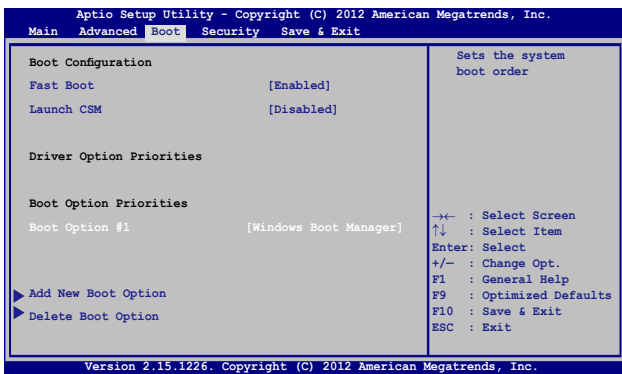 Aptio Setup Utility - Copyright (C) 2012 American Megatrends, Inc.
Main Advanced Boot Security Save & Exit
Boot Configuration
Fast Boot [Enabled]
Launch CSM [Disabled]
Driver Option Priorities
Boot Option Priorities
Boot Option #1 [Windows Boot Manager]
Add New Boot Option
Delete Boot Option
Sets the system
boot order
→← : Select Screen
↑↓ : Select Item
Enter: Select
+/— : Change Opt.
F1 : General Help
F9 : Optimized Defaults
F10 : Save & Exit
ESC : Exit
Version 2.15.1226. Copyright (C) 2012 American Megatrends, Inc.